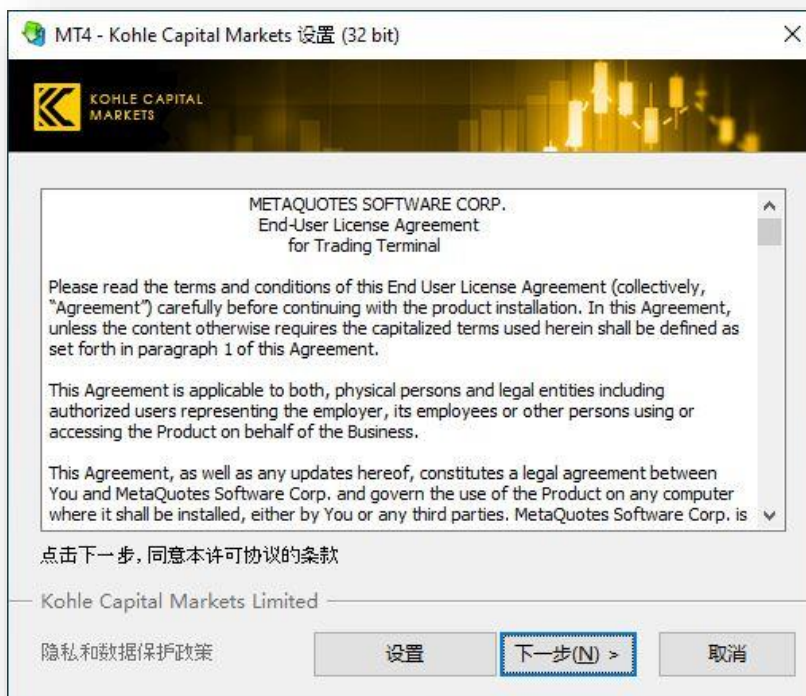 MT4 - Kohle Capital Markets 设置 (32 bit)
KOHLE CAPITAL
MARKETS
METAQUOTES SOFTWARE CORP.
End-User License Agreement
for Trading Terminal
Please read the terms and conditions of this End User License Agreement (collectively,
“Agreement”) carefully before continuing with the product installation. In this Agreement,
unless the content otherwise requires the capitalized terms used herein shall be defined as
set forth in paragraph 1 of this Agreement.
This Agreement is applicable to both, physical persons and legal entities including
authorized users representing the employer, its employees or other persons using or
accessing the Product on behalf of the Business.
This Agreement, as well as any updates hereof, constitutes a legal agreement between
You and MetaQuotes Software Corp. and govern the use of the Product on any computer
where it shall be installed, either by You or any third parties. MetaQuotes Software Corp. is
点击下一步,同意本许可协议的条款
Kohle Capital Markets Limited
隐私和数据保护政策
设置
下一步(N) >
取消